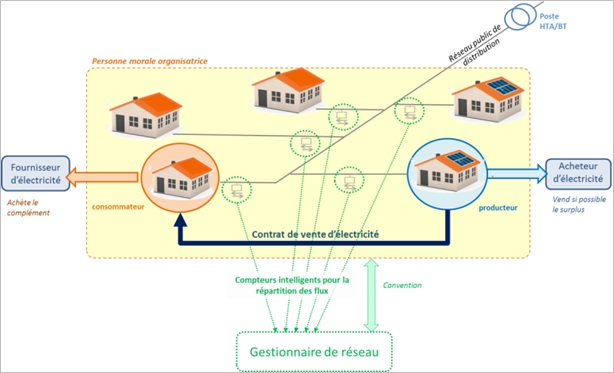 Poste
HTA/BT
Réseau public de
distribution
Personne morale organisatrice
Fournisseur
d'électricité
Achète le
complément
consommateur
producteur
Acheteur
d'électricité
Vend si possible
le surplus
Contrat de vente d'électricité
Compteurs intelligents pour la
répartition des flux
Convention
Gestionnaire de réseau